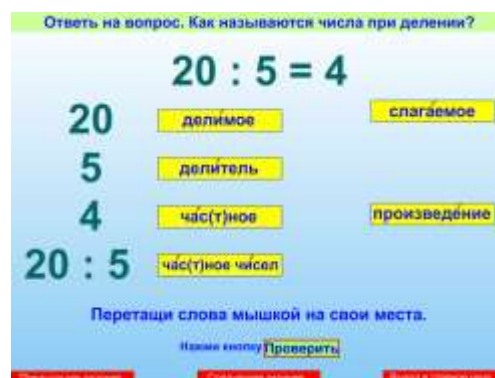 Ответь на вопрос. Как называются числа при делении?
20 : 5 = 4
20 делимое
слагаемое
5 делитель
4 час(т)ное
произведение
20 : 5 час(т)ное чисел
Перетащи слова мышкой на свои места.
Нажми кнопку Проверить